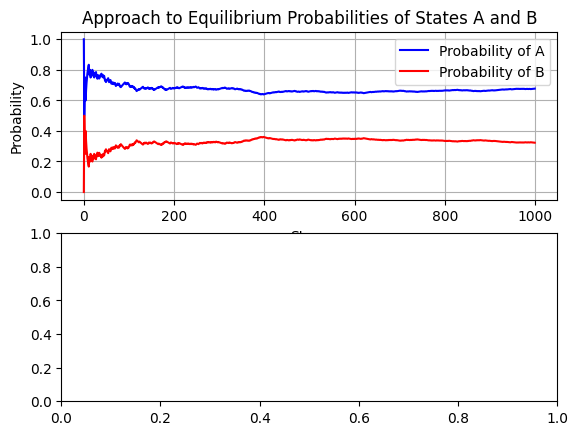 Approach to Equilibrium Probabilities of States A and B
Probability
1.0
0.8
0.6
0.4
0.2
0.0
Probability of A
Probability of B
0 200 400 600 800 1000
1.0
0.8
0.6
0.4
0.2
0.0
0.0 0.2 0.4 0.6 0.8 1.0